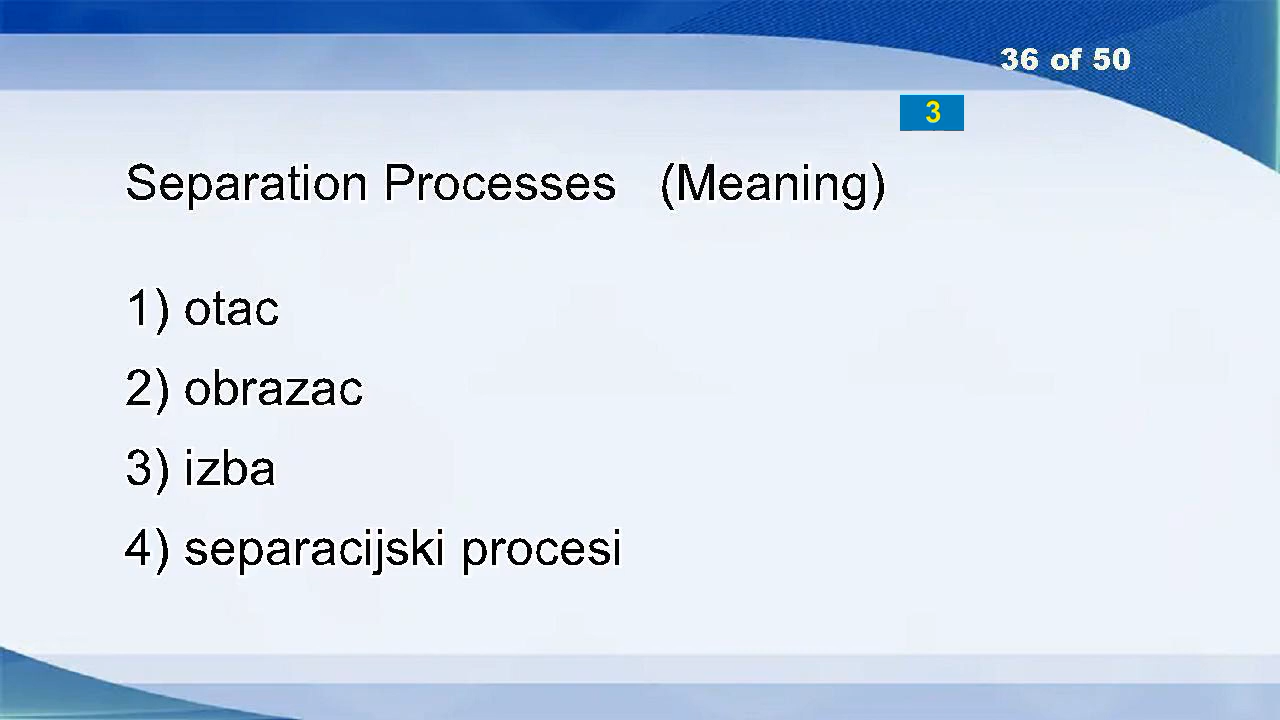 36 of 50
3
Separation Processes (Meaning)
1) otac
2) obrazac
3) izba
4) separacijski procesi